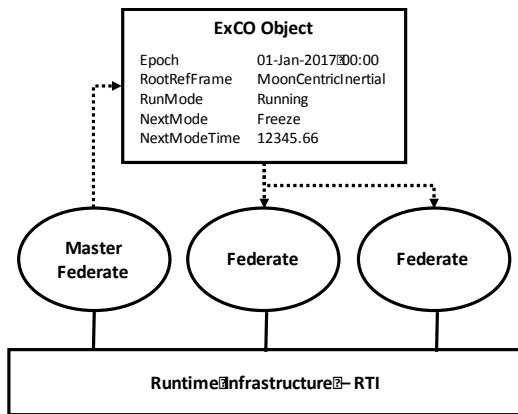 ExCO Object
Epoch 01-Jan-2017 00:00
RootRefFrame MoonCentricInertial
RunMode Running
NextMode Freeze
NextModeTime 12345.66
Master
Federate
Federate
Federate
Runtime Infrastructure – RTI